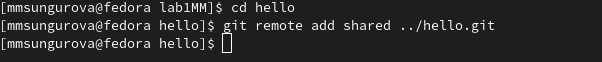 [mmsungurova@fedora lab1MM]$ cd hello
[mmsungurova@fedora hello]$ git remote add shared ../hello.git
[mmsungurova@fedora hello]$